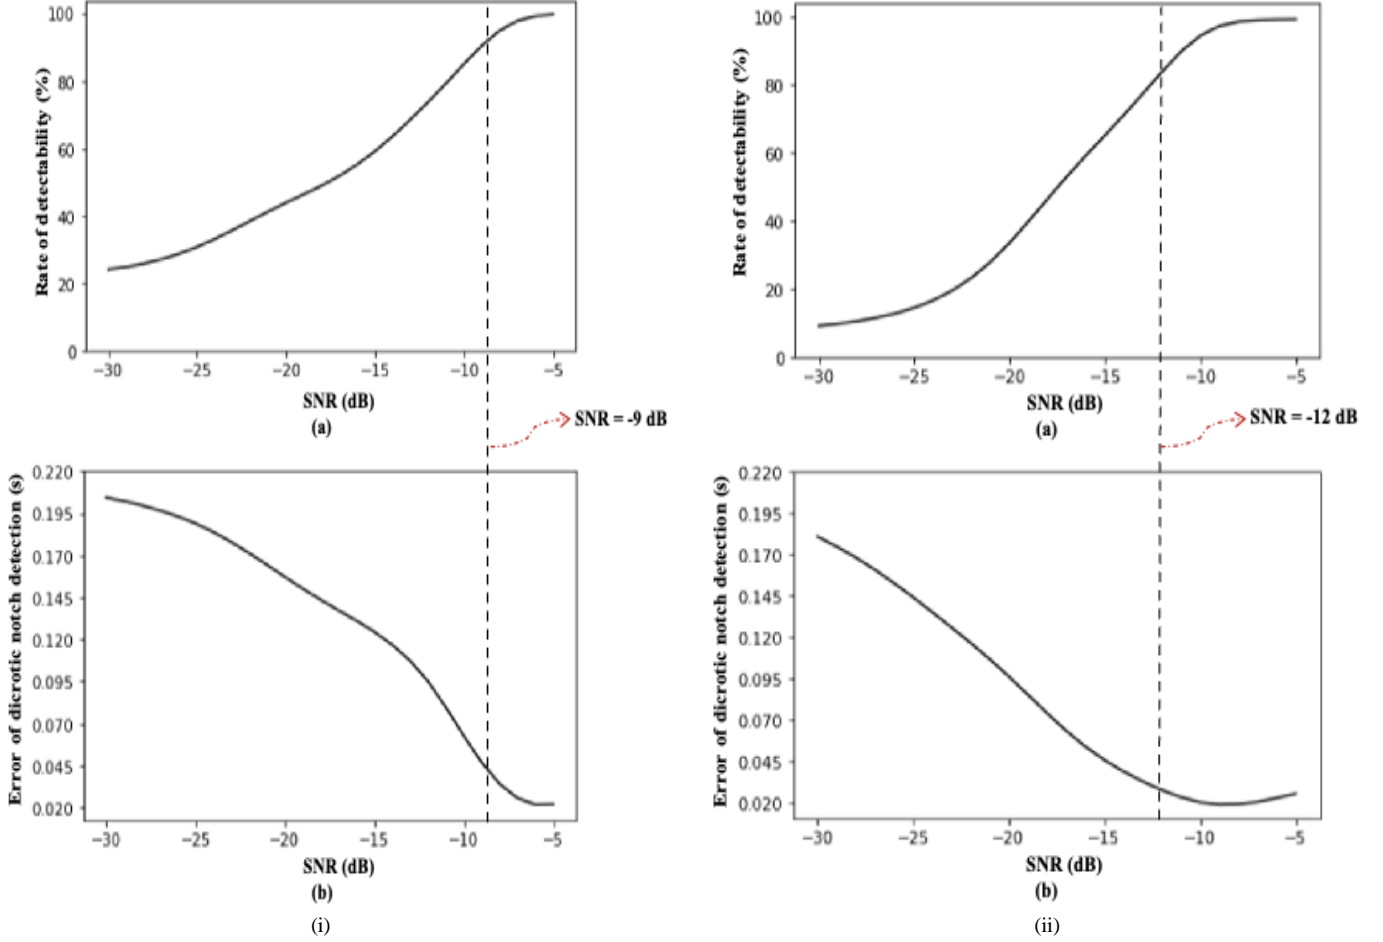 Rate of detectability (%)
100
80
60
40
20
0
−30 −25 −20 −15 −10 −5
SNR (dB)
(a)
Rate of detectability (%)
100
80
60
40
20
0
−30 −25 −20 −15 −10 −5
SNR (dB)
(a)
SNR = -9 dB
SNR = -12 dB
Error of dicrotic notch detection (s)
0.220
0.195
0.170
0.145
0.120
0.095
0.070
0.045
0.020
−30 −25 −20 −15 −10 −5
SNR (dB)
(b)
(i)
Error of dicrotic notch detection (s)
0.220
0.195
0.170
0.145
0.120
0.095
0.070
0.045
0.020
−30 −25 −20 −15 −10 −5
SNR (dB)
(b)
(ii)